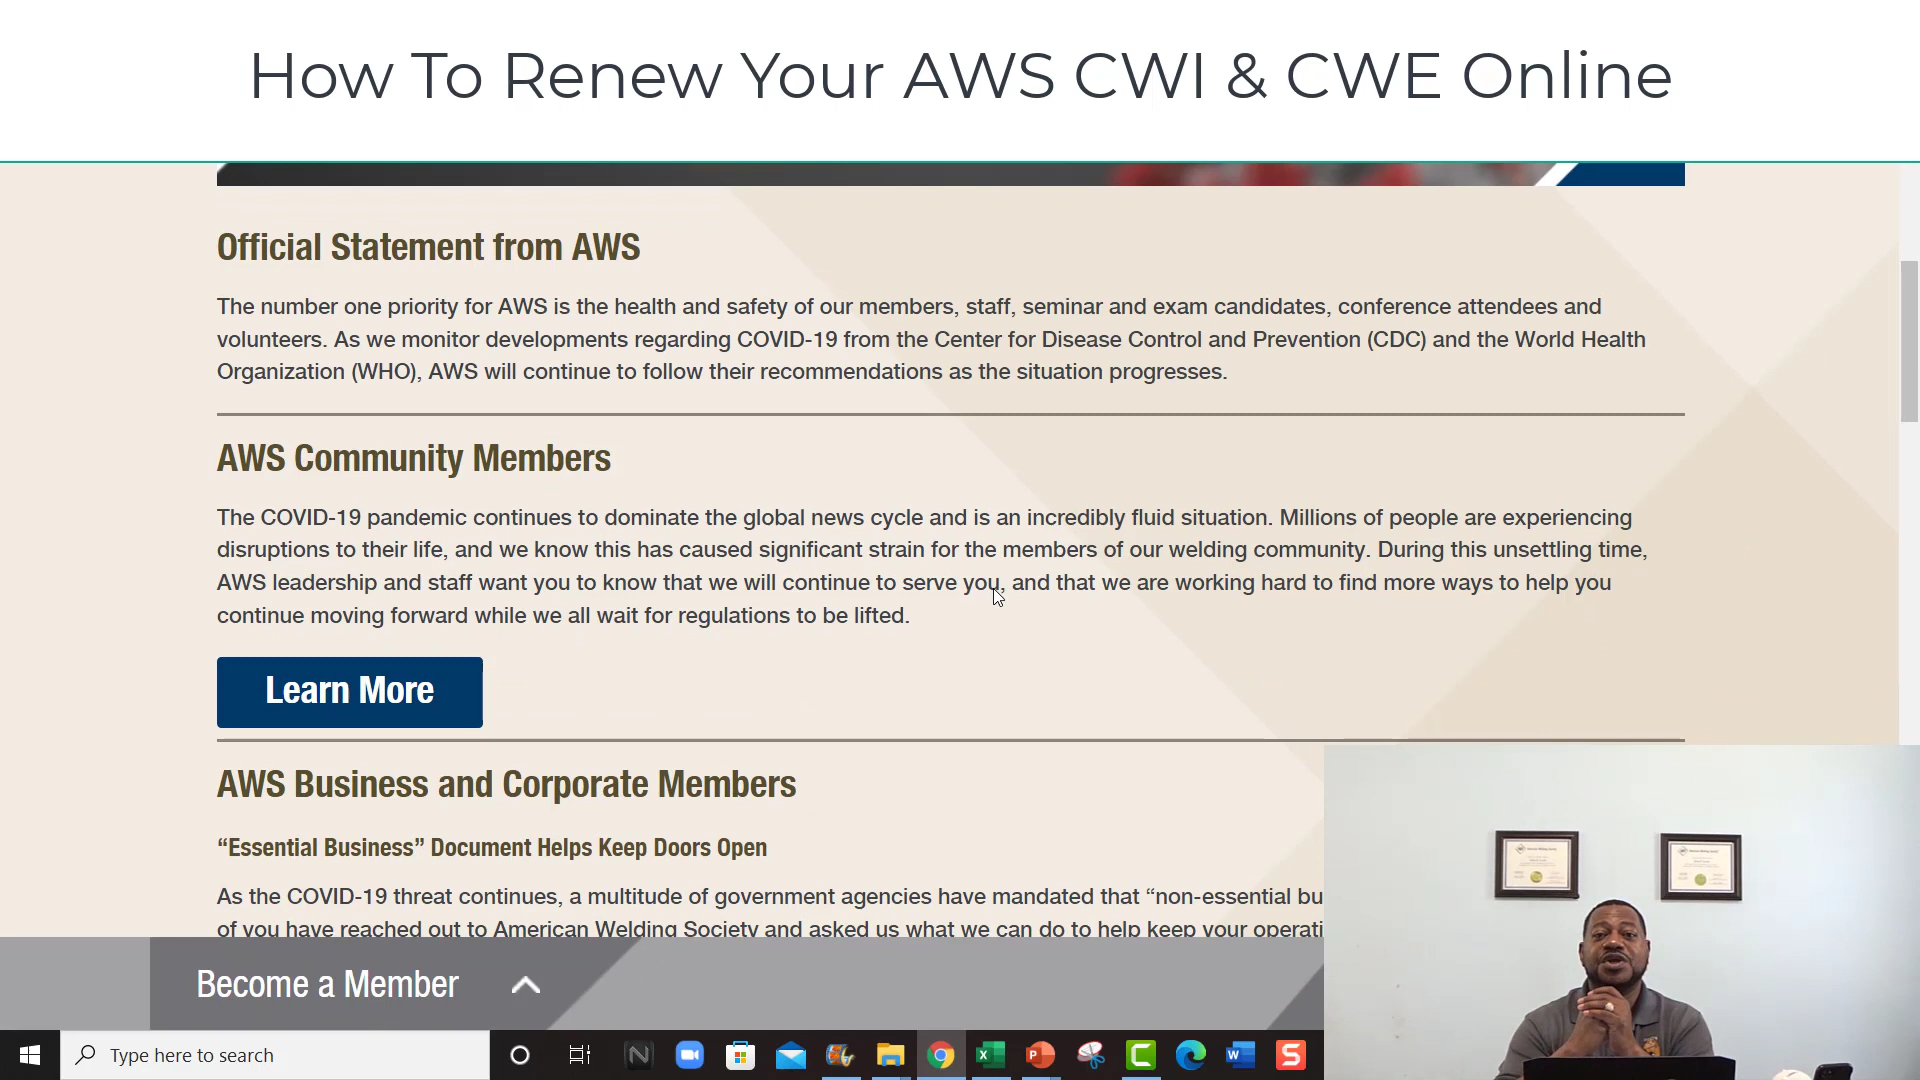 How To Renew Your AWS CWI & CWE Online
Official Statement from AWS
The number one priority for AWS is the health and safety of our members, staff, seminar and exam candidates, conference attendees and
volunteers. As we monitor developments regarding COVID-19 from the Center for Disease Control and Prevention (CDC) and the World Health
Organization (WHO), AWS will continue to follow their recommendations as the situation progresses.
AWS Community Members
The COVID-19 pandemic continues to dominate the global news cycle and is an incredibly fluid situation. Millions of people are experiencing
disruptions to their life, and we know this has caused significant strain for the members of our welding community. During this unsettling time,
AWS leadership and staff want you to know that we will continue to serve you, and that we are working hard to find more ways to help you
continue moving forward while we all wait for regulations to be lifted.
Learn More
AWS Business and Corporate Members
“Essential Business” Document Helps Keep Doors Open
As the COVID-19 threat continues, a multitude of government agencies have mandated that “non-essential bu
of you have reached out to American Welding Society and asked us what we can do to help keep your operati
Become a Member
Type here to search